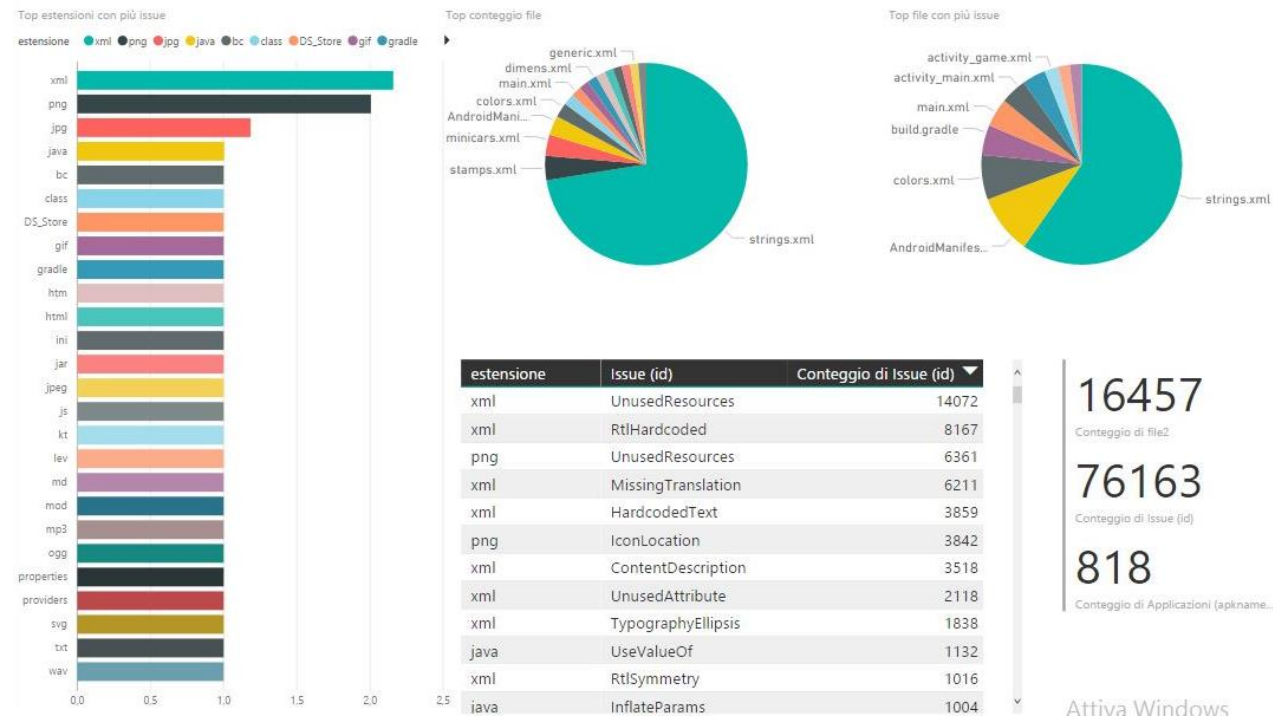 Top estensioni con più issue
estensione xml png jpg java bc class DS_Store gif gradle
xml
png
jpg
java
bc
class
DS_Store
gif
gradle
htm
html
ini
jar
jpeg
js
kt
lev
md
mod
mp3
ogg
properties
providers
svg
txt
wav
0,0 0,5 1,0 1,5 2,0 2,5
Top conteggio file
generic.xml
dimens.xml
main.xml
colors.xml
AndroidMani...
minicars.xml
stamps.xml
strings.xml
Top file con più issue
activity_game.xml
activity_main.xml
main.xml
build.gradle
colors.xml
AndroidManifes...
strings.xml
estensione Issue (id) Conteggio di Issue (id)
xml UnusedResources 14072
xml RtlHardcoded 8167
png UnusedResources 6361
xml MissingTranslation 6211
xml HardcodedText 3859
png IconLocation 3842
xml ContentDescription 3518
xml UnusedAttribute 2118
xml TypographyEllipsis 1838
java UseValueOf 1132
xml RtlSymmetry 1016
java InflateParams 1004
16457
Conteggio di file2
76163
Conteggio di Issue (id)
818
Conteggio di Applicazioni (apkname...
Attiva Windows